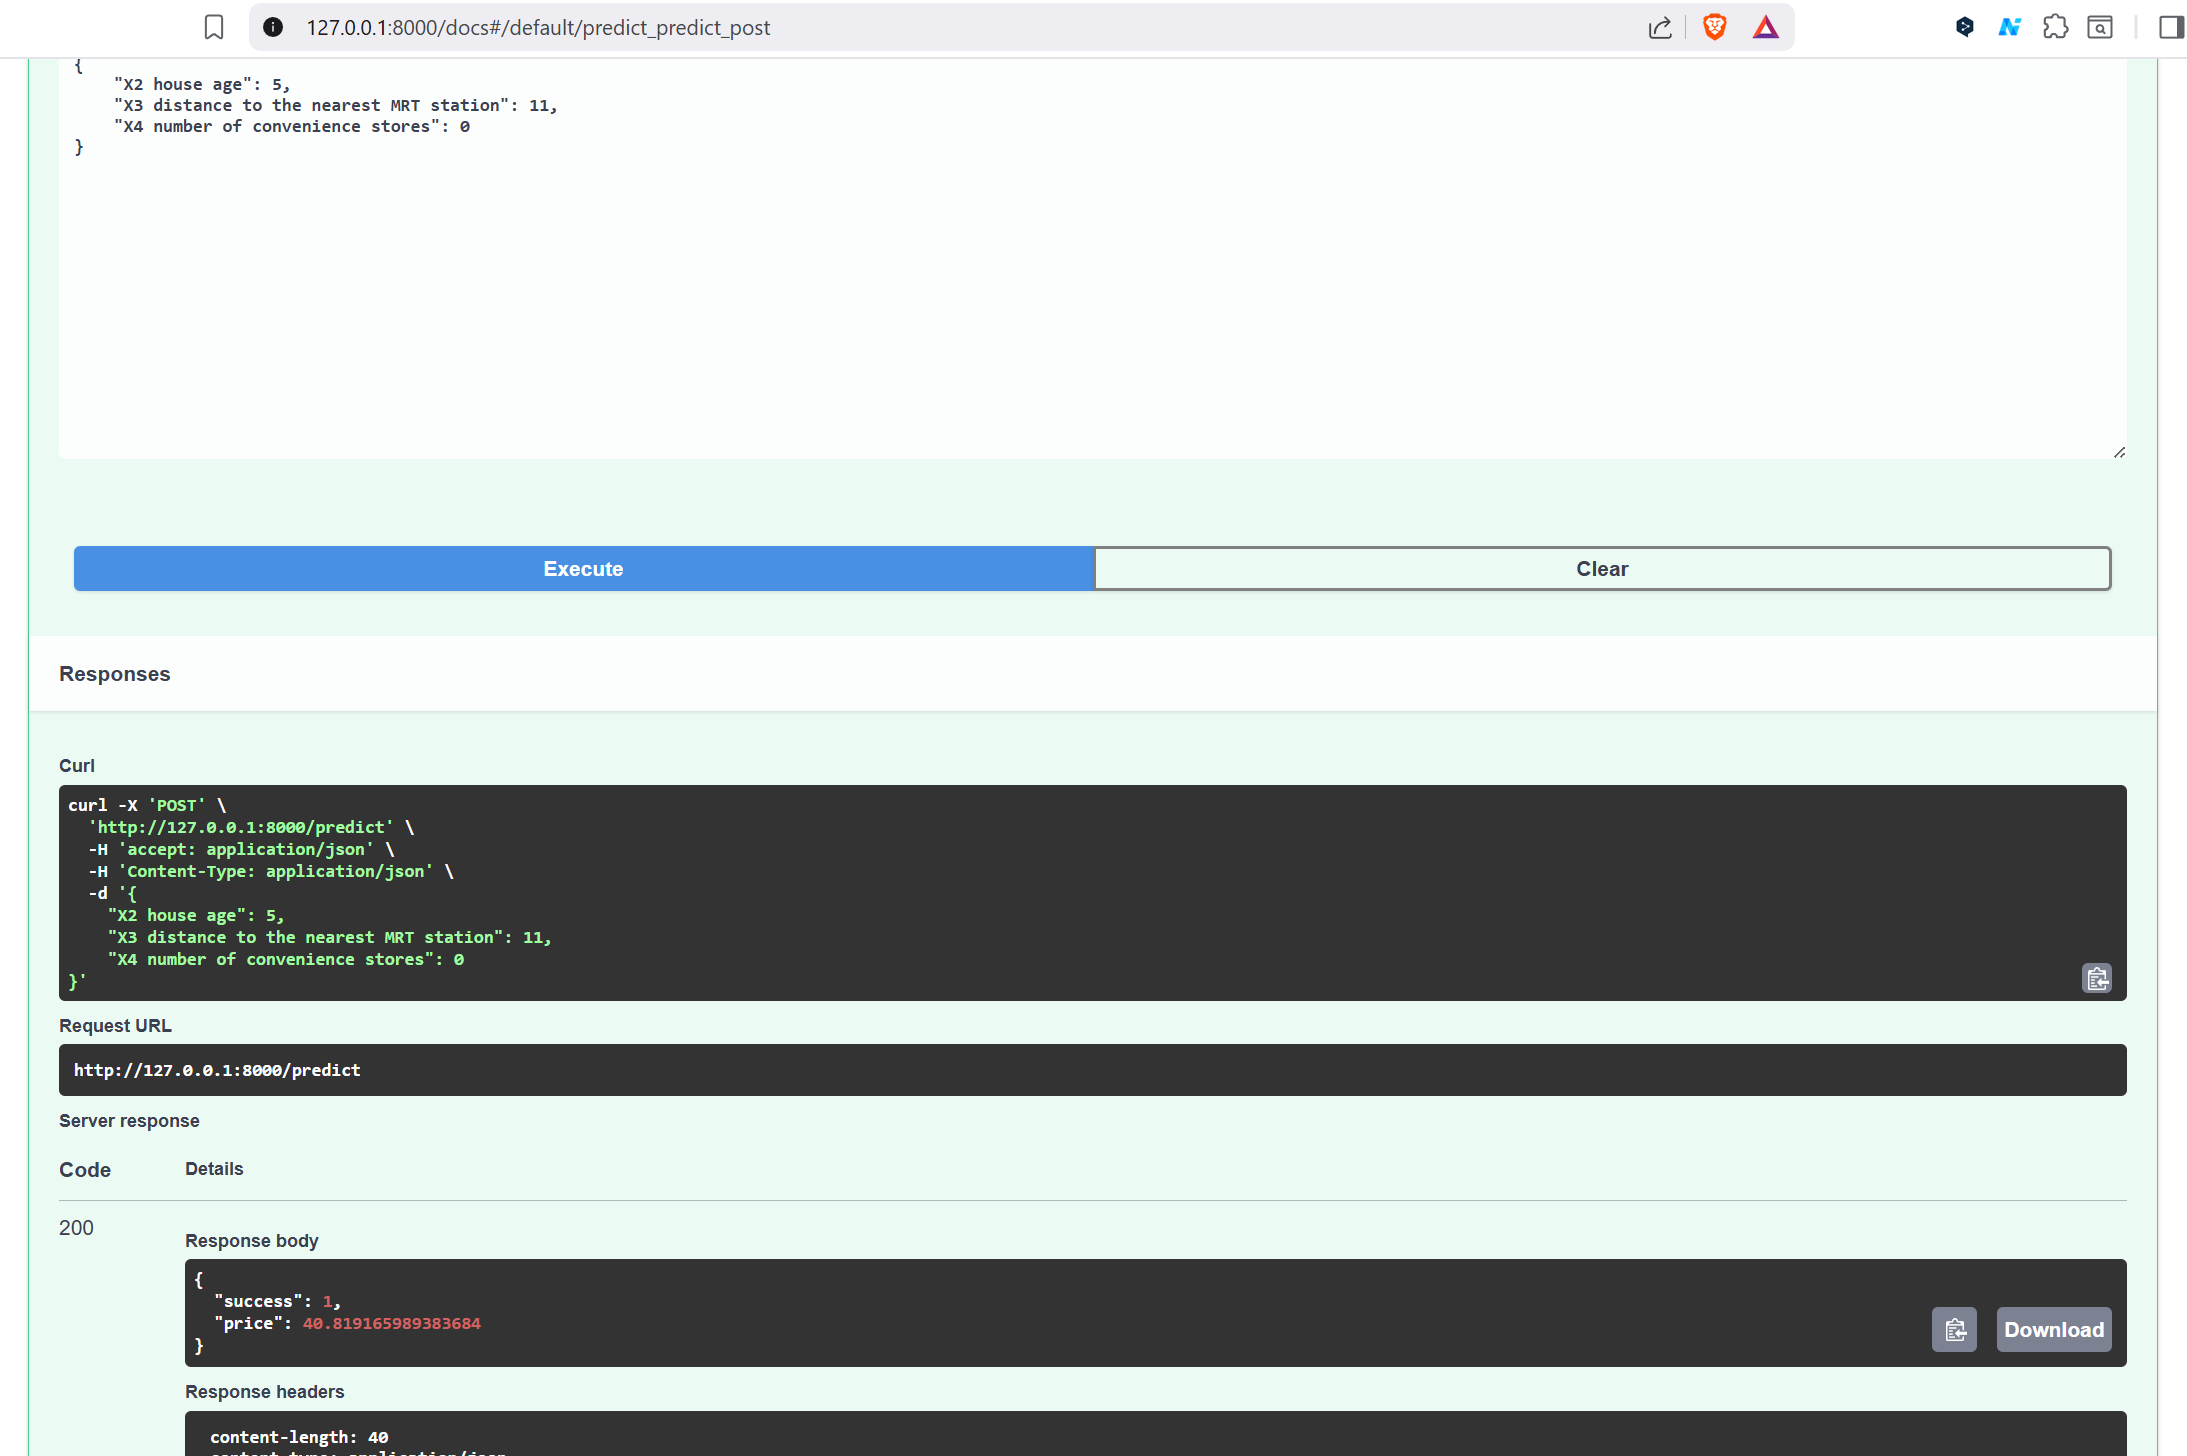 127.0.0.1:8000/docs#/default/predict_predict_post
{
"X2 house age": 5,
"X3 distance to the nearest MRT station": 11,
"X4 number of convenience stores": 0
}
Execute
Clear
Responses
Curl
curl -X 'POST' \
'http://127.0.0.1:8000/predict' \
-H 'accept: application/json' \
-H 'Content-Type: application/json' \
-d '{
"X2 house age": 5,
"X3 distance to the nearest MRT station": 11,
"X4 number of convenience stores": 0
}'
Request URL
http://127.0.0.1:8000/predict
Server response
Code Details
200
Response body
{
"success": 1,
"price": 40.819165989383684
}
Download
Response headers
content-length: 40
content-type: application/json